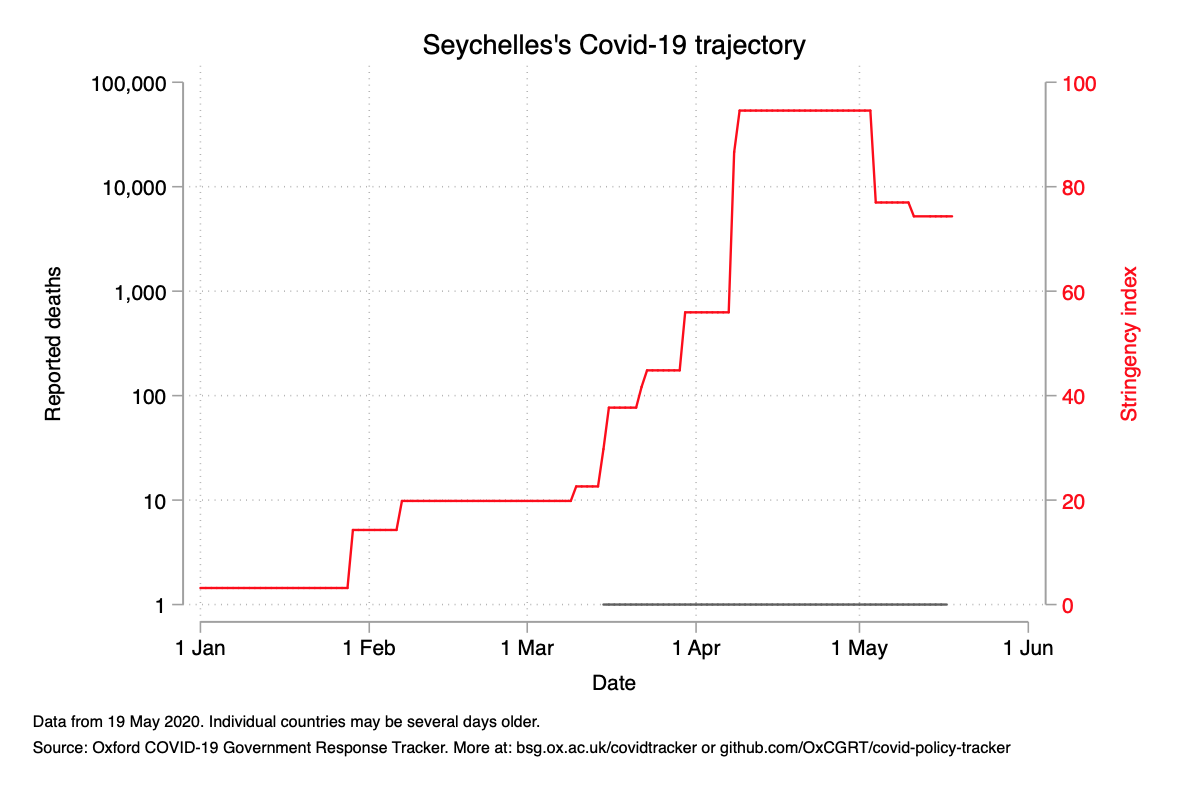 Seychelles's Covid-19 trajectory
100,000
10,000
1,000
100
10
1
Reported deaths
100
80
60
40
20
0
Stringency index
1 Jan
1 Feb
1 Mar
1 Apr
1 May
1 Jun
Date
Data from 19 May 2020. Individual countries may be several days older.
Source: Oxford COVID-19 Government Response Tracker. More at: bsg.ox.ac.uk/covidtracker or github.com/OxCGRT/covid-policy-tracker